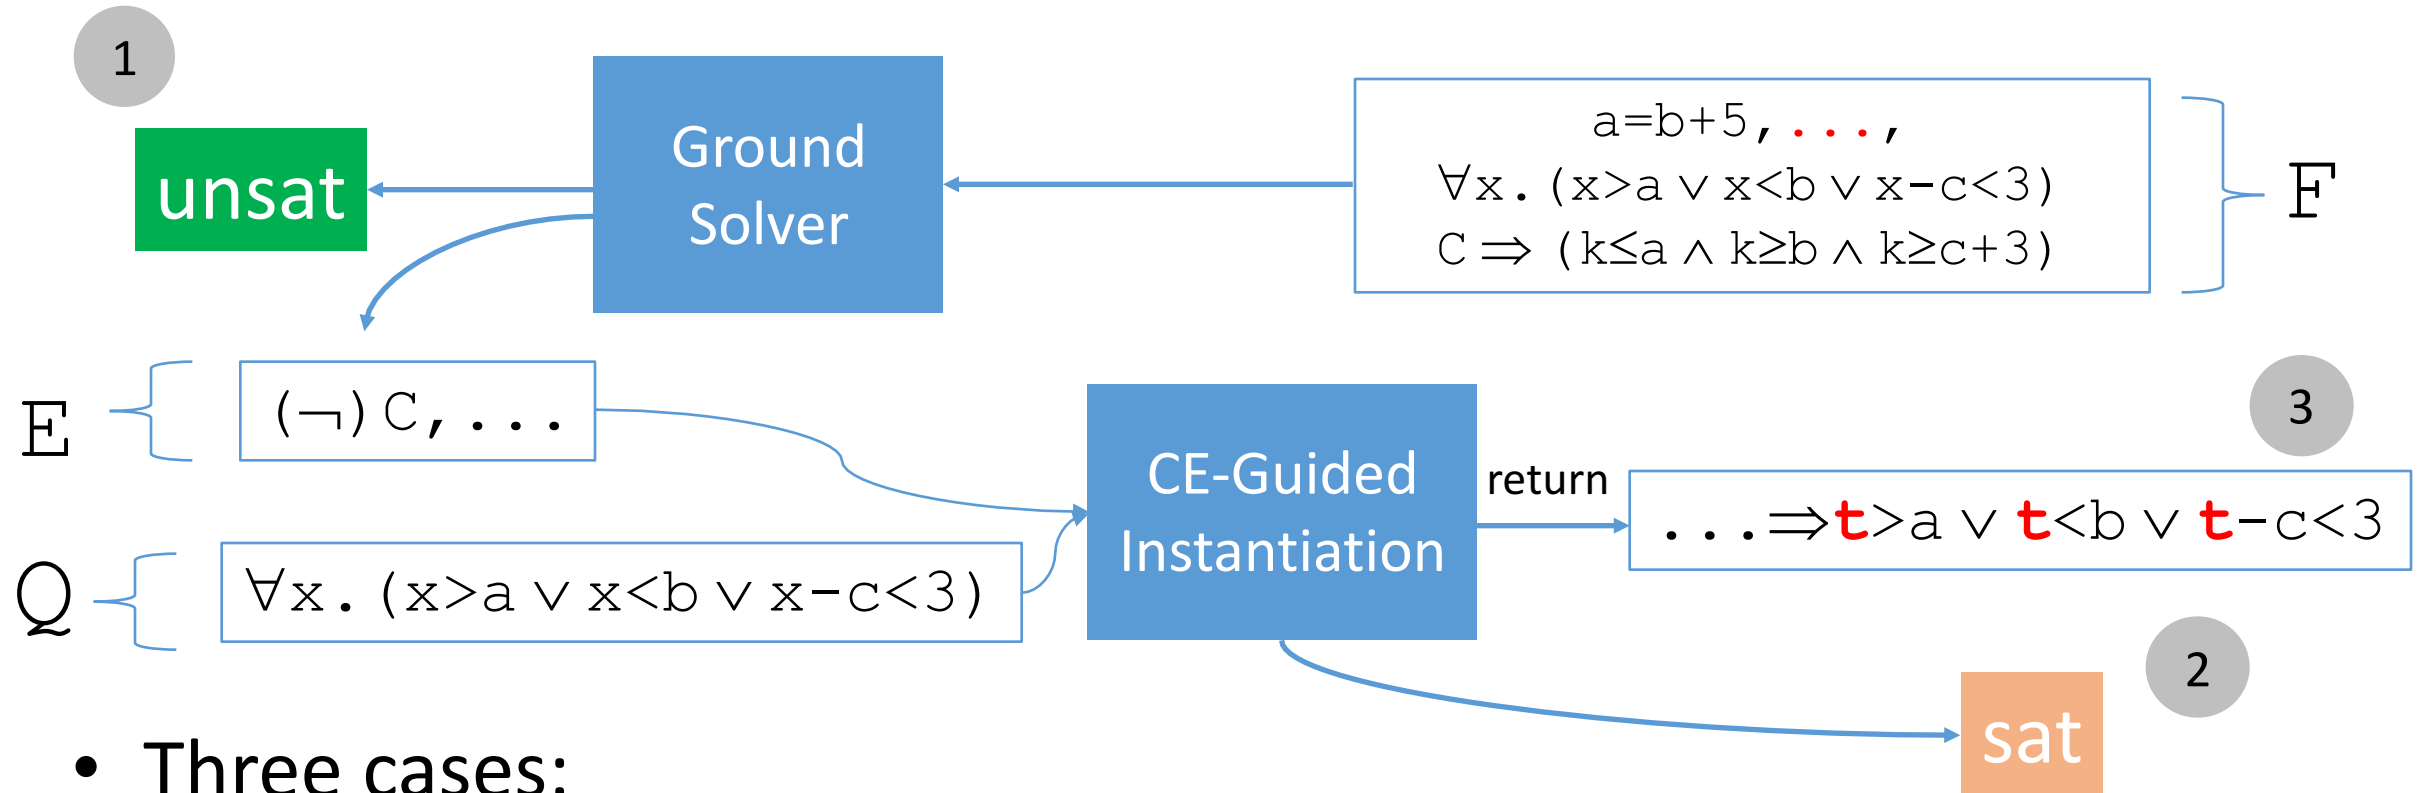 1
unsat
Ground
Solver
a=b+5,...,
∀x.(x>a ∨ x<b ∨ x-c<3)
C ⇒ (k≤a ∧ k≥b ∧ k≥c+3)
F
E
(¬)C,...
3
CE-Guided
Instantiation
return
...⇒t>a ∨ t<b ∨ t-c<3
Q
∀x.(x>a ∨ x<b ∨ x-c<3)
2
sat
• Three cases: